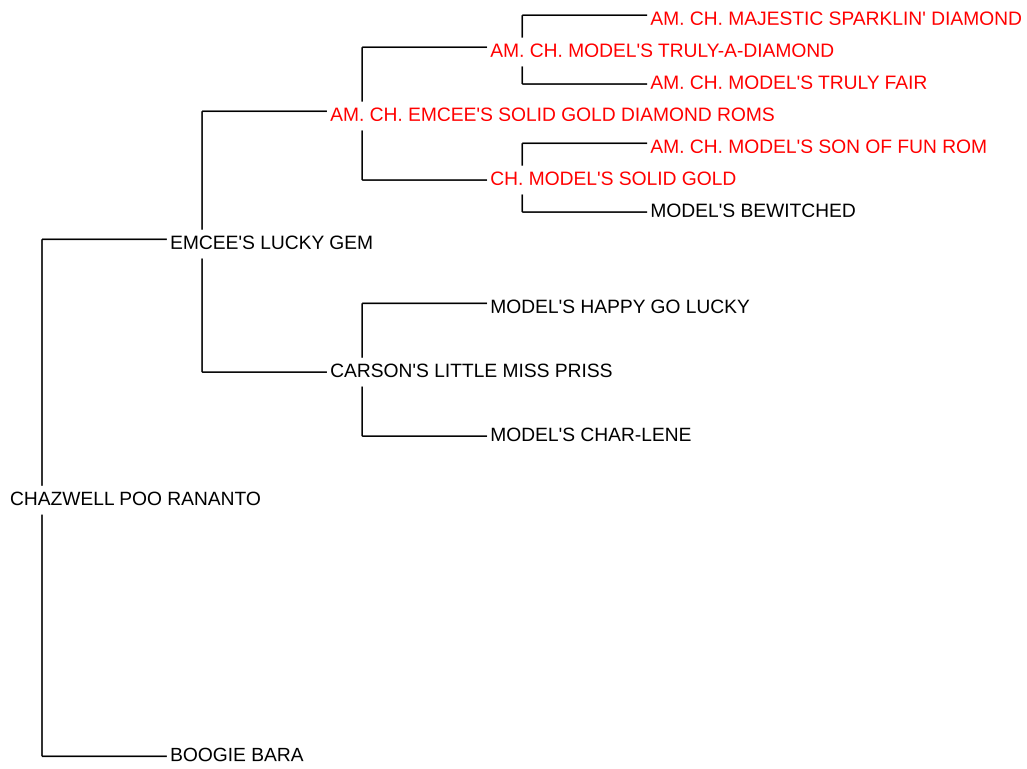 AM. CH. MAJESTIC SPARKLIN' DIAMOND
AM. CH. MODEL'S TRULY-A-DIAMOND
AM. CH. MODEL'S TRULY FAIR
AM. CH. EMCEE'S SOLID GOLD DIAMOND ROMS
AM. CH. MODEL'S SON OF FUN ROM
CH. MODEL'S SOLID GOLD
MODEL'S BEWITCHED
EMCEE'S LUCKY GEM
MODEL'S HAPPY GO LUCKY
CARSON'S LITTLE MISS PRISS
MODEL'S CHAR-LENE
CHAZWELL POO RANANTO
BOOGIE BARA